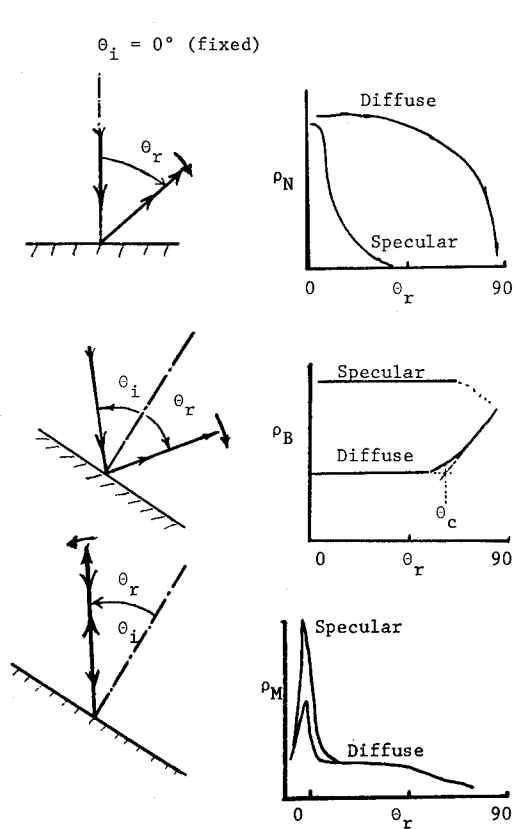 Θi = 0° (fixed)
Θr
ρN
Diffuse
Specular
0
Θr
90
Θi
Θr
ρB
Specular
Diffuse
Θc
0
Θr
90
Θr
Θi
ρM
Specular
Diffuse
0
Θr
90